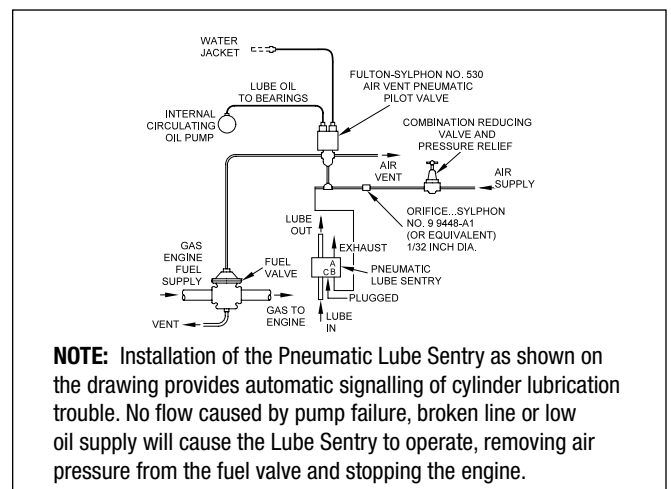 WATER
JACKET
FULTON-SYLPHON NO. 530
AIR VENT PNEUMATIC
PILOT VALVE
LUBE OIL
TO BEARINGS
INTERNAL
CIRCULATING
OIL PUMP
COMBINATION REDUCING
VALVE AND
PRESSURE RELIEF
AIR
VENT
AIR
SUPPLY
ORIFICE...SYLPHON
NO. 9 9448-A1
(OR EQUIVALENT)
1/32 INCH DIA.
LUBE
OUT
EXHAUST
GAS
ENGINE
FUEL
SUPPLY
FUEL
VALVE
A
C B
PNEUMATIC
LUBE SENTRY
PLUGGED
GAS TO
ENGINE
VENT
LUBE
IN
NOTE: Installation of the Pneumatic Lube Sentry as shown on
the drawing provides automatic signalling of cylinder lubrication
trouble. No flow caused by pump failure, broken line or low
oil supply will cause the Lube Sentry to operate, removing air
pressure from the fuel valve and stopping the engine.